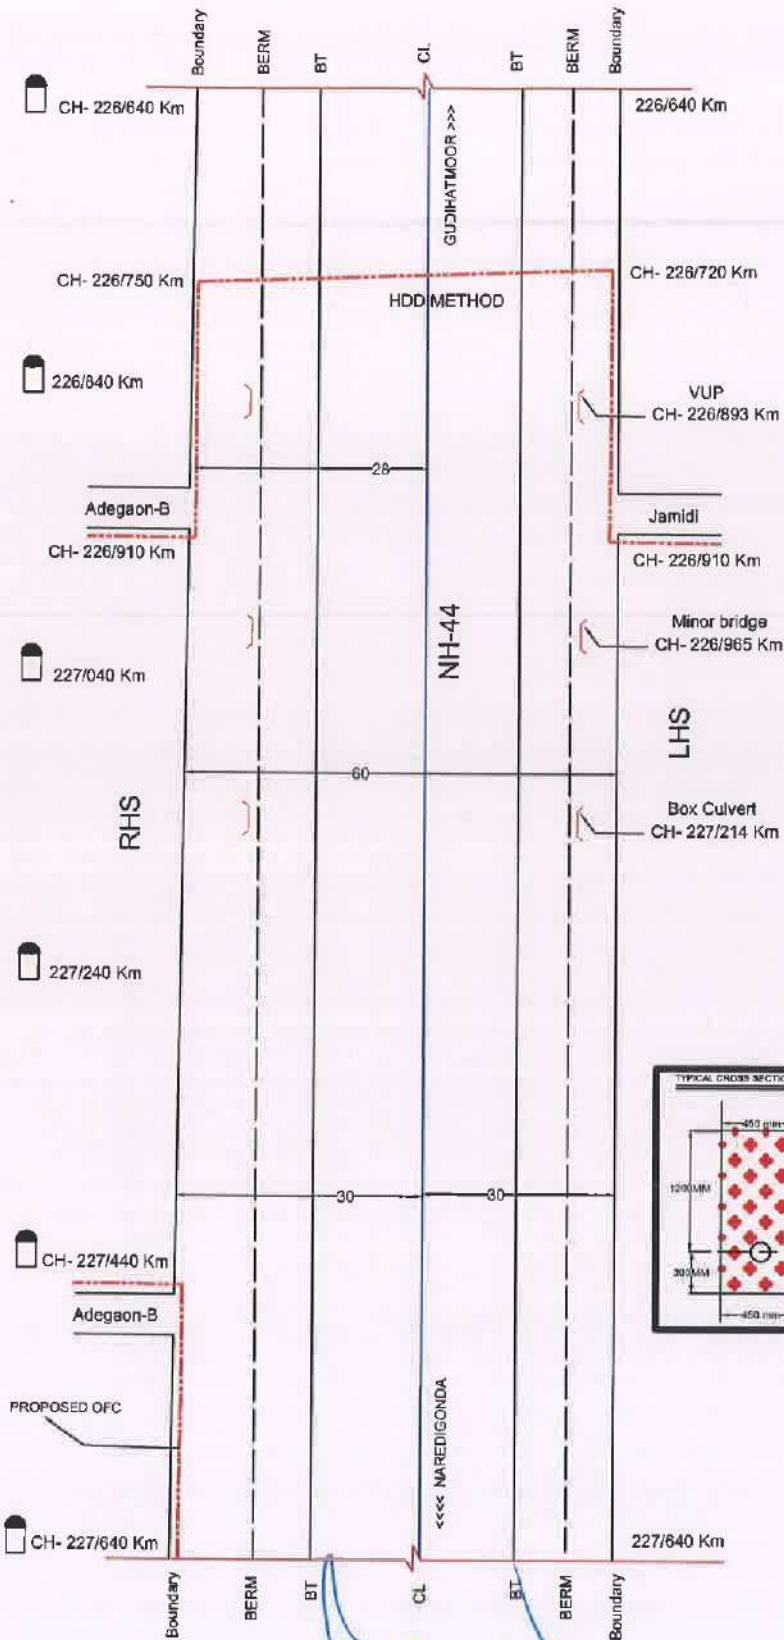 Boundary
BERM
BT
CL
BT
BERM
Boundary
CH- 226/640 Km
226/640 Km
GUDIHATMOOR >>>
CH- 226/750 Km
CH- 226/720 Km
HDD METHOD
226/840 Km
VUP
CH- 226/893 Km
28
Adegaon-B
Jamidi
CH- 226/910 Km
CH- 226/910 Km
Minor bridge
CH- 226/965 Km
227/040 Km
NH-44
LHS
60
RHS
Box Culvert
CH- 227/214 Km
227/240 Km
TYPICAL CROSS SECTIO
450 mm
1200MM
300MM
450 mm
30
30
CH- 227/440 Km
Adegaon-B
PROPOSED OFC
<<<< NAREDIGONDA
CH- 227/640 Km
227/640 Km
Boundary
BERM
BT
CL
BT
BERM
Boundary